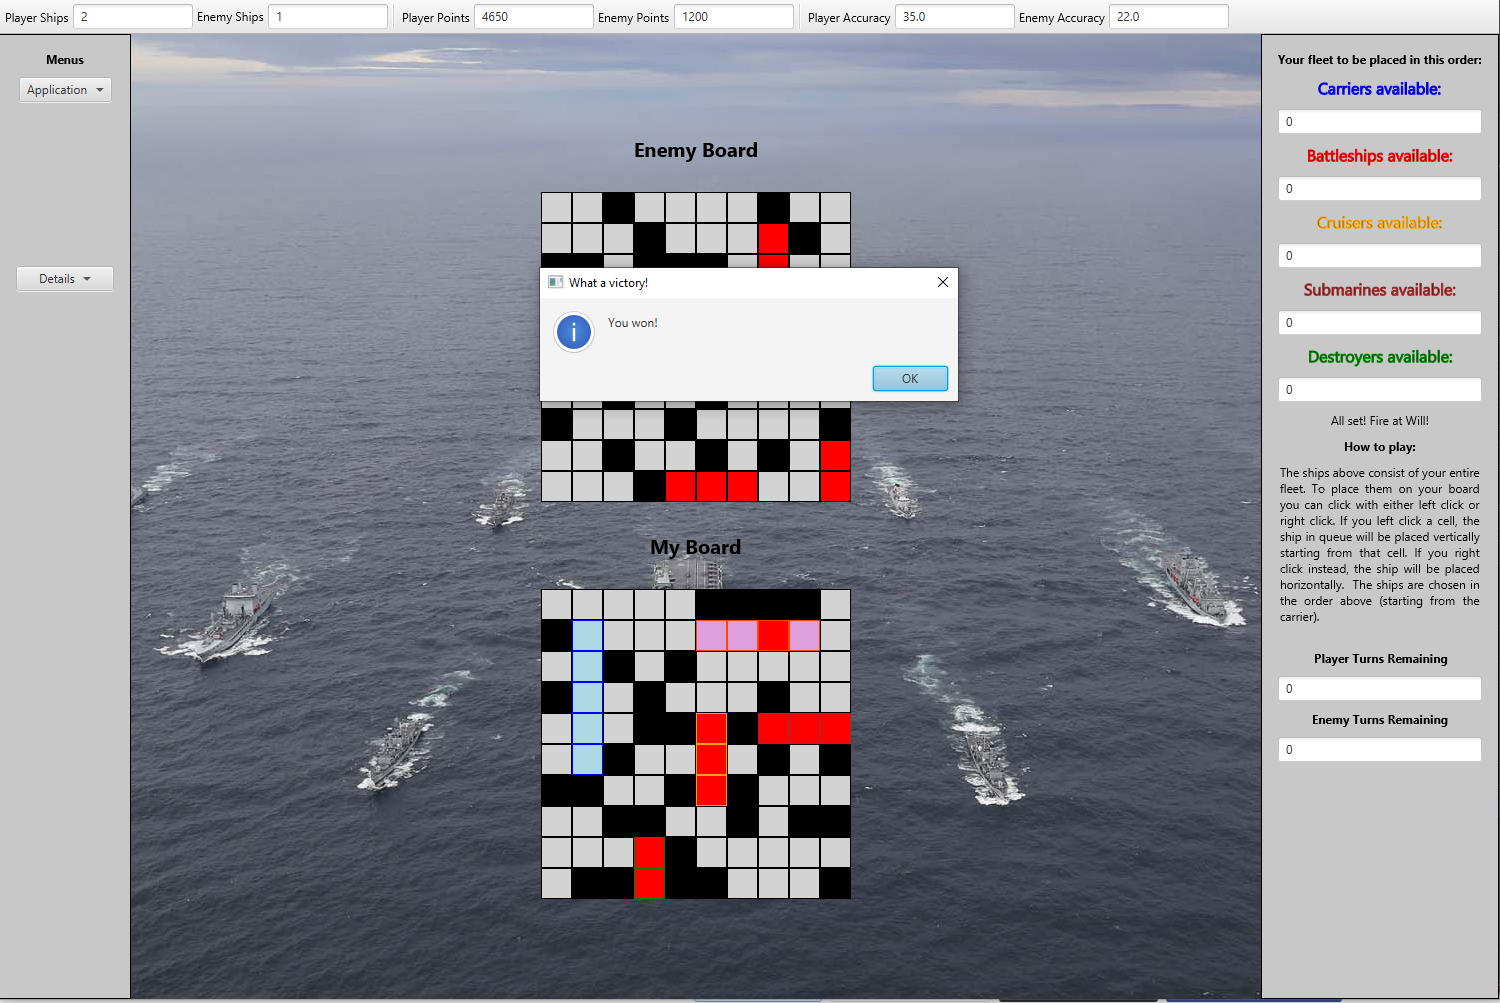 Player Ships 2 Enemy Ships 1 Player Points 4650 Enemy Points 1200 Player Accuracy 35.0 Enemy Accuracy 22.0
Menus
Application
Details
Enemy Board
What a victory!
You won!
OK
My Board
Your fleet to be placed in this order:
Carriers available:
0
Battleships available:
0
Cruisers available:
0
Submarines available:
0
Destroyers available:
0
All set! Fire at Will!
How to play:
The ships above consist of your entire
fleet. To place them on your board
you can click with either left click or
right click. If you left click a cell, the
ship in queue will be placed vertically
starting from that cell. If you right
click instead, the ship will be placed
horizontally. The ships are chosen in
the order above (starting from the
carrier).
Player Turns Remaining
0
Enemy Turns Remaining
0